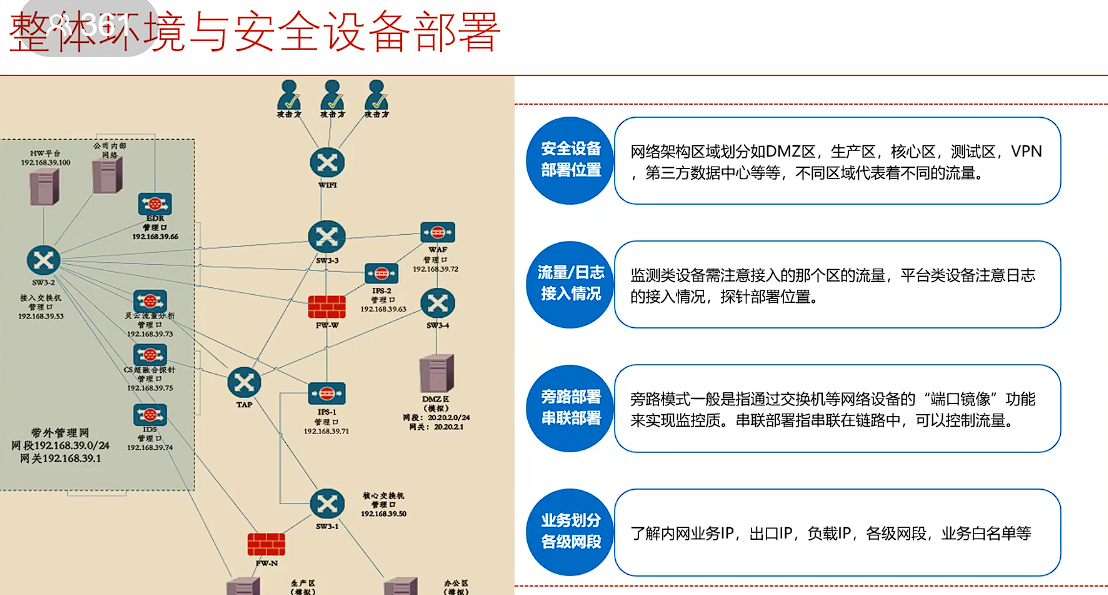 整体环境与安全设备部署
361
攻击方
攻击方
攻击方
WIFI
HW平台
192.168.39.100
公司内部
网络
EDR
管理口
192.168.39.66
SW3-2
接入交换机
管理口
192.168.39.53
灵云流量分析
管理口
192.168.39.73
CS超融合探针
管理口
192.168.39.75
IDS
管理口
192.168.39.74
带外管理网
网段192.168.39.0/24
网关192.168.39.1
SW3-3
WAF
管理口
192.168.39.72
IPS-2
管理口
192.168.39.63
FW-W
SW3-4
TAP
IPS-1
管理口
192.168.39.71
DMZ区
(模拟)
网段：20.20.2.0/24
网关：20.20.2.1
SW3-1
核心交换机
管理口
192.168.39.50
FW-N
生产区
(模拟)
办公区
(模拟)
安全设备
部署位置
网络架构区域划分如DMZ区，生产区，核心区，测试区，VPN
，第三方数据中心等等，不同区域代表着不同的流量。
流量/日志
接入情况
监测类设备需注意接入的那个区的流量，平台类设备注意日志
的接入情况，探针部署位置。
旁路部署
串联部署
旁路模式一般是指通过交换机等网络设备的“端口镜像”功能
来实现监控质。串联部署指串联在链路中，可以控制流量。
业务划分
各级网段
了解内网业务IP，出口IP，负载IP，各级网段，业务白名单等